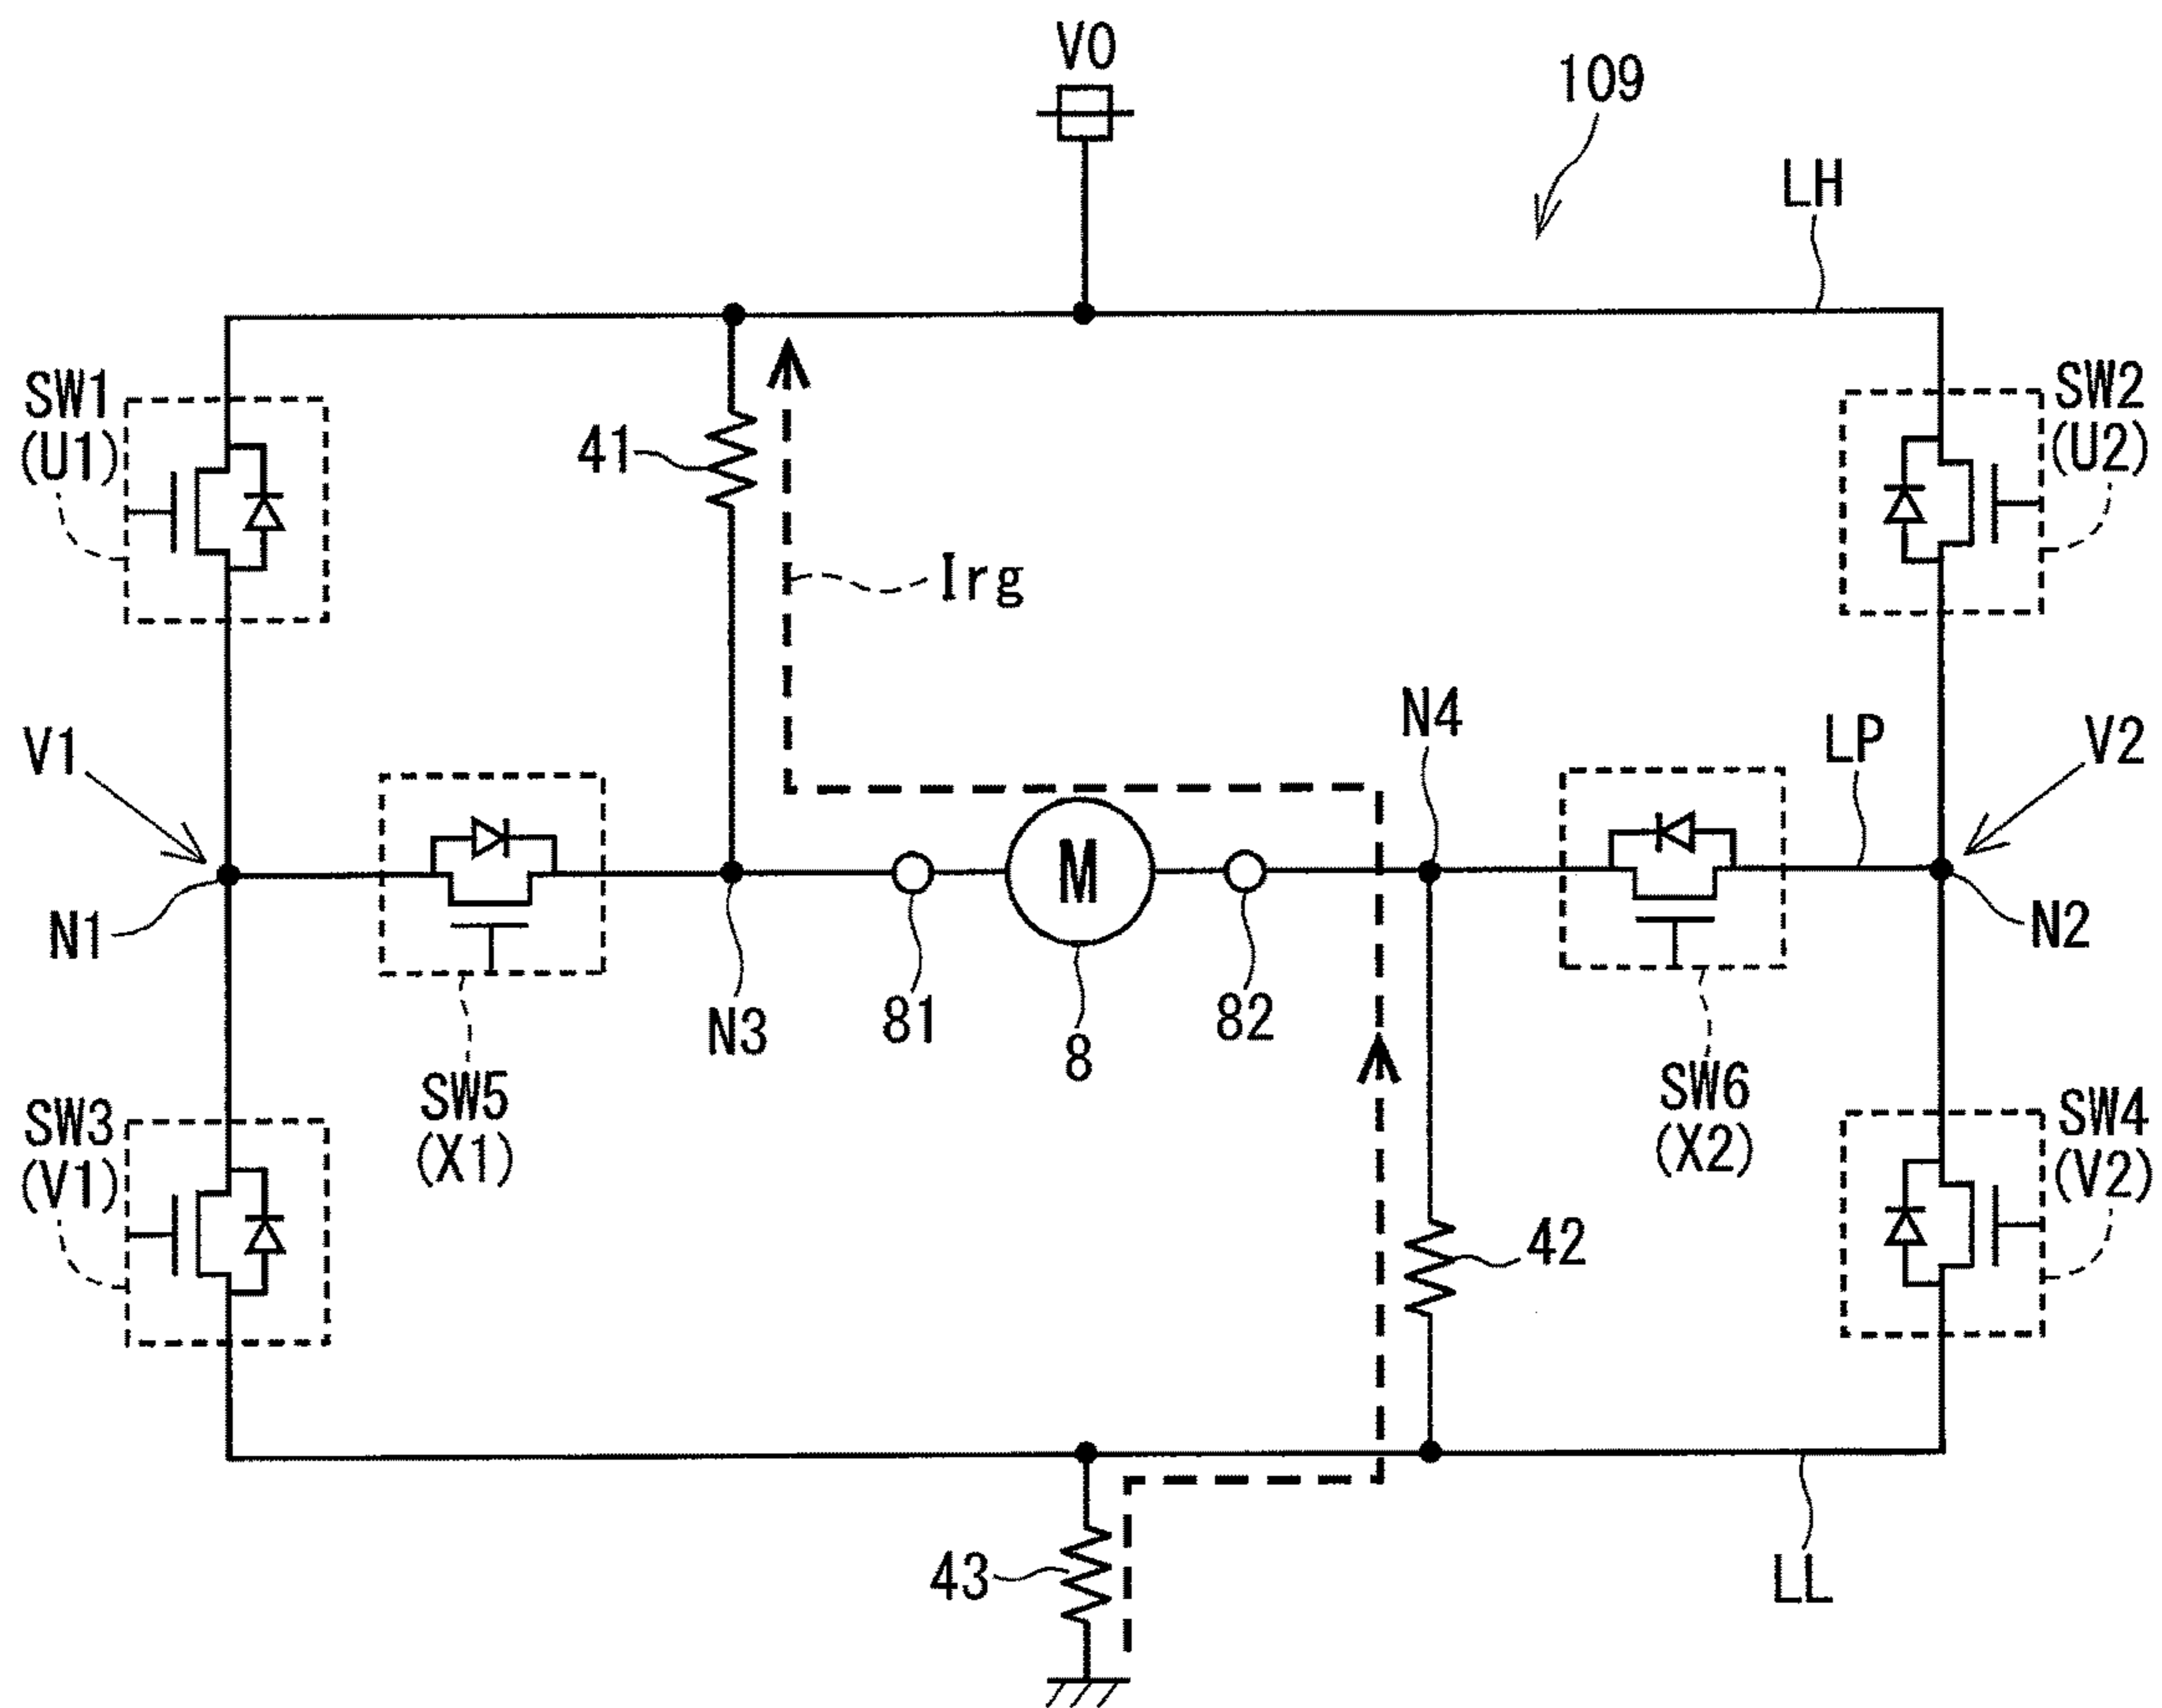 V0
109
LH
SW1
(U1)
SW2
(U2)
41
Irg
N4
LP
V1
V2
M
N1
N2
N3
81
8
82
SW5
(X1)
SW6
(X2)
SW3
(V1)
SW4
(V2)
42
43
LL